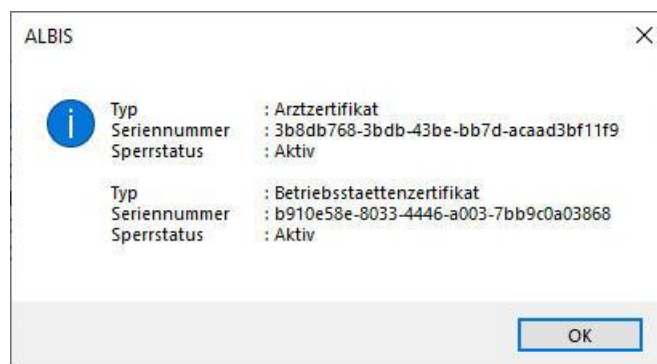 ALBIS
Typ : Arztzertifikat
Seriennummer : 3b8db768-3bdb-43be-bb7d-acaad3bf11f9
Sperrstatus : Aktiv
Typ : Betriebsstaettenzertifikat
Seriennummer : b910e58e-8033-4446-a003-7bb9c0a03868
Sperrstatus : Aktiv
OK